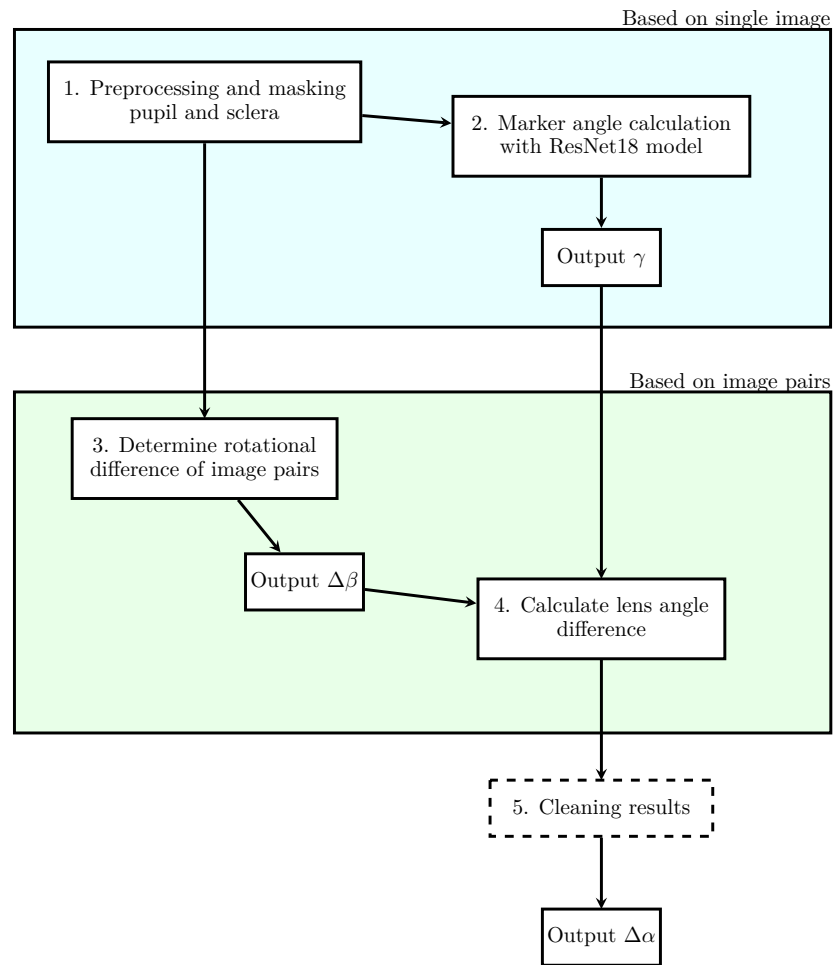 Based on single image
1. Preprocessing and masking
pupil and sclera
2. Marker angle calculation
with ResNet18 model
Output γ
Based on image pairs
3. Determine rotational
difference of image pairs
Output Δβ
4. Calculate lens angle
difference
5. Cleaning results
Output Δα